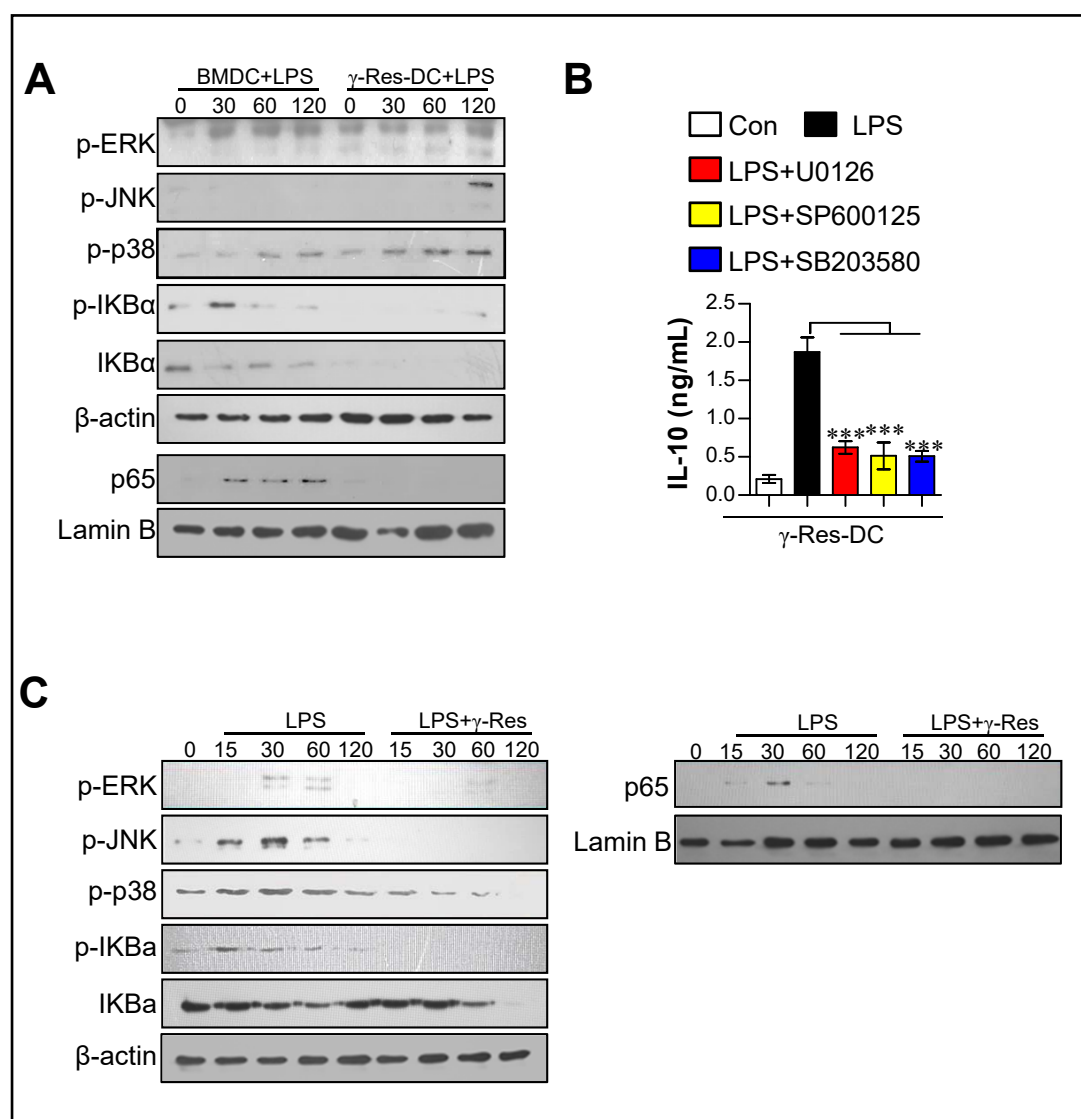 A
BMDC+LPS γ-Res-DC+LPS
0 30 60 120 0 30 60 120
p-ERK
p-JNK
p-p38
p-IKBα
IKBα
β-actin
p65
Lamin B
B
Con LPS
LPS+U0126
LPS+SP600125
LPS+SB203580
IL-10 (ng/mL)
2.5
2.0
1.5
1.0
0.5
0.0
*** *** ***
γ-Res-DC
C
LPS LPS+γ-Res
0 15 30 60 120 15 30 60 120
p-ERK
p-JNK
p-p38
p-IKBa
IKBa
β-actin
LPS LPS+γ-Res
0 15 30 60 120 15 30 60 120
p65
Lamin B